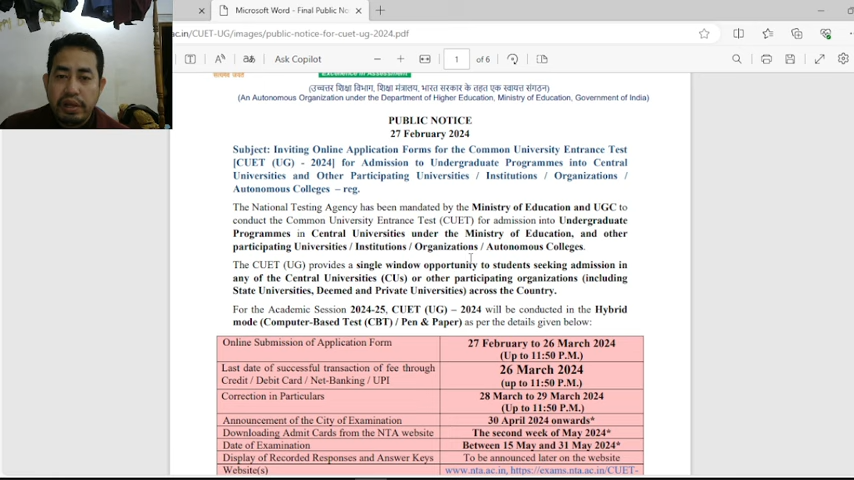 Microsoft Word - Final Public No
ac.in/CUET-UG/images/public-notice-for-cuet-ug-2024.pdf
Ask Copilot
1 of 6
Excellence in Assessment
(उच्चतर शिक्षा विभाग, शिक्षा मंत्रालय, भारत सरकार के तहत एक स्वायत्त संगठन)
(An Autonomous Organization under the Department of Higher Education, Ministry of Education, Government of India)
PUBLIC NOTICE
27 February 2024
Subject: Inviting Online Application Forms for the Common University Entrance Test
[CUET (UG) - 2024] for Admission to Undergraduate Programmes into Central
Universities and Other Participating Universities / Institutions / Organizations /
Autonomous Colleges – reg.
The National Testing Agency has been mandated by the Ministry of Education and UGC to
conduct the Common University Entrance Test (CUET) for admission into Undergraduate
Programmes in Central Universities under the Ministry of Education, and other
participating Universities / Institutions / Organizations / Autonomous Colleges.
The CUET (UG) provides a single window opportunity to students seeking admission in
any of the Central Universities (CUs) or other participating organizations (including
State Universities, Deemed and Private Universities) across the Country.
For the Academic Session 2024-25, CUET (UG) – 2024 will be conducted in the Hybrid
mode (Computer-Based Test (CBT) / Pen & Paper) as per the details given below:
Online Submission of Application Form 27 February to 26 March 2024
(Up to 11:50 P.M.)
Last date of successful transaction of fee through 26 March 2024
Credit / Debit Card / Net-Banking / UPI (up to 11:50 P.M.)
Correction in Particulars 28 March to 29 March 2024
(Up to 11:50 P.M.)
Announcement of the City of Examination 30 April 2024 onwards*
Downloading Admit Cards from the NTA website The second week of May 2024*
Date of Examination Between 15 May and 31 May 2024*
Display of Recorded Responses and Answer Keys To be announced later on the website
Website(s) www.nta.ac.in, https://exams.nta.ac.in/CUET-